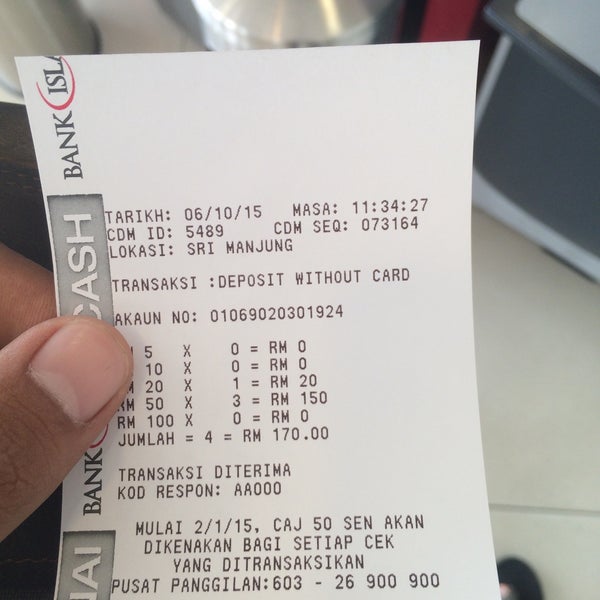 BANK ISLA
CASH
TARIKH: 06/10/15 MASA: 11:34:27
CDM ID: 5489 CDM SEQ: 073164
LOKASI: SRI MANJUNG
TRANSAKSI :DEPOSIT WITHOUT CARD
AKAUN NO: 01069020301924
5 X 0 = RM 0
10 X 0 = RM 0
20 X 1 = RM 20
RM 50 X 3 = RM 150
RM 100 X 0 = RM 0
JUMLAH = 4 = RM 170.00
TRANSAKSI DITERIMA
KOD RESPON: AA000
BANK
MULAI 2/1/15, CAJ 50 SEN AKAN
DIKENAKAN BAGI SETIAP CEK
YANG DITRANSAKSIKAN
PUSAT PANGGILAN:603 - 26 900 900